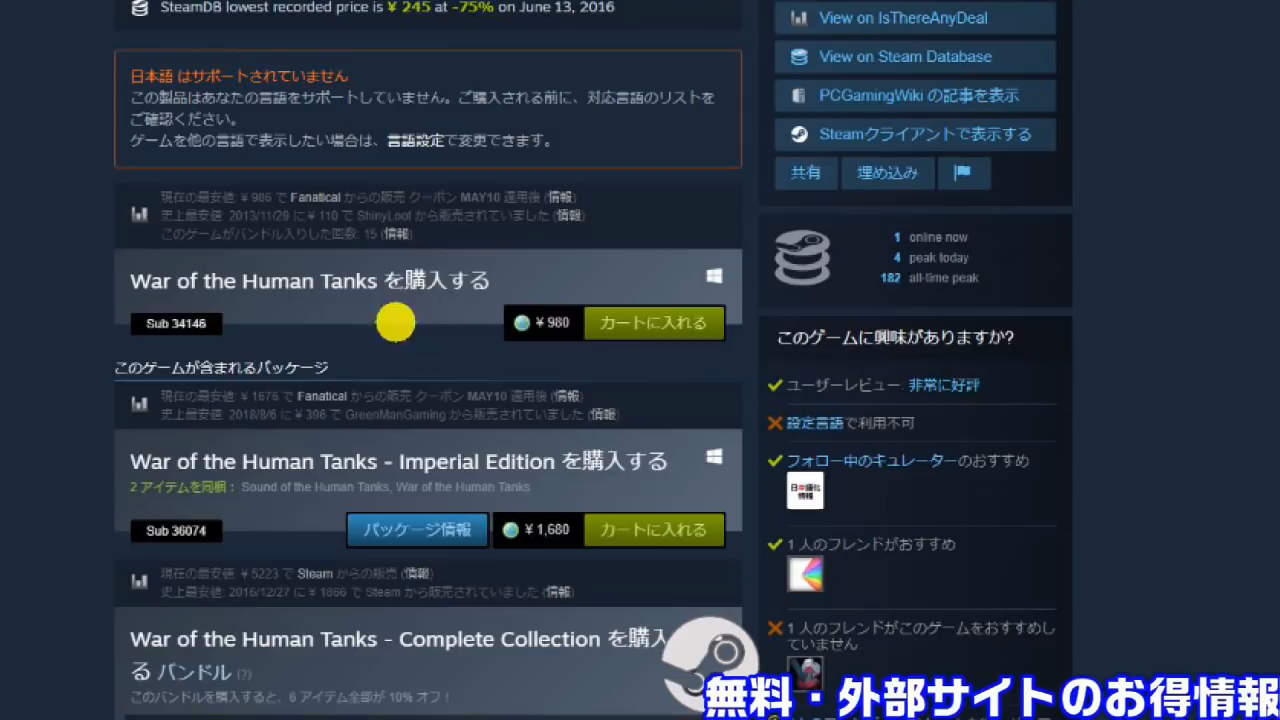 SteamDB lowest recorded price is ¥ 245 at -75% on June 13, 2016
日本語 はサポートされていません
この製品はあなたの言語をサポートしていません。ご購入される前に、対応言語のリストを
ご確認ください。
ゲームを他の言語で表示したい場合は、言語設定で変更できます。
現在の最安値: ¥ 986 で Fanatical からの販売 クーポン MAY10 適用後 (情報)
史上最安値: 2013/11/29 に ¥ 110 で ShinyLoot から販売されていました (情報)
このゲームがバンドル入りした回数: 15 (情報)
War of the Human Tanks を購入する
Sub 34146
¥ 980
カートに入れる
このゲームが含まれるパッケージ
現在の最安値: ¥ 1676 で Fanatical からの販売 クーポン MAY10 適用後 (情報)
史上最安値: 2018/8/6 に ¥ 396 で GreenManGaming から販売されていました (情報)
War of the Human Tanks - Imperial Edition を購入する
2 アイテムを同梱: Sound of the Human Tanks, War of the Human Tanks
Sub 36074
パッケージ情報
¥ 1,680
カートに入れる
現在の最安値: ¥ 5223 で Steam からの販売 (情報)
史上最安値: 2016/12/27 に ¥ 1866 で Steam から販売されていました (情報)
War of the Human Tanks - Complete Collection を購入
る バンドル (?)
このバンドルを購入すると、6 アイテム全部が 10% オフ!
View on IsThereAnyDeal
View on Steam Database
PCGamingWiki の記事を表示
Steamクライアントで表示する
共有
埋め込み
1 online now
4 peak today
182 all-time peak
このゲームに興味がありますか?
ユーザーレビュー: 非常に好評
設定言語で利用不可
フォロー中のキュレーターのおすすめ
日本語化
情報
1 人のフレンドがおすすめ
1 人のフレンドがこのゲームをおすすめし
ていません
無料・外部サイトのお得情報